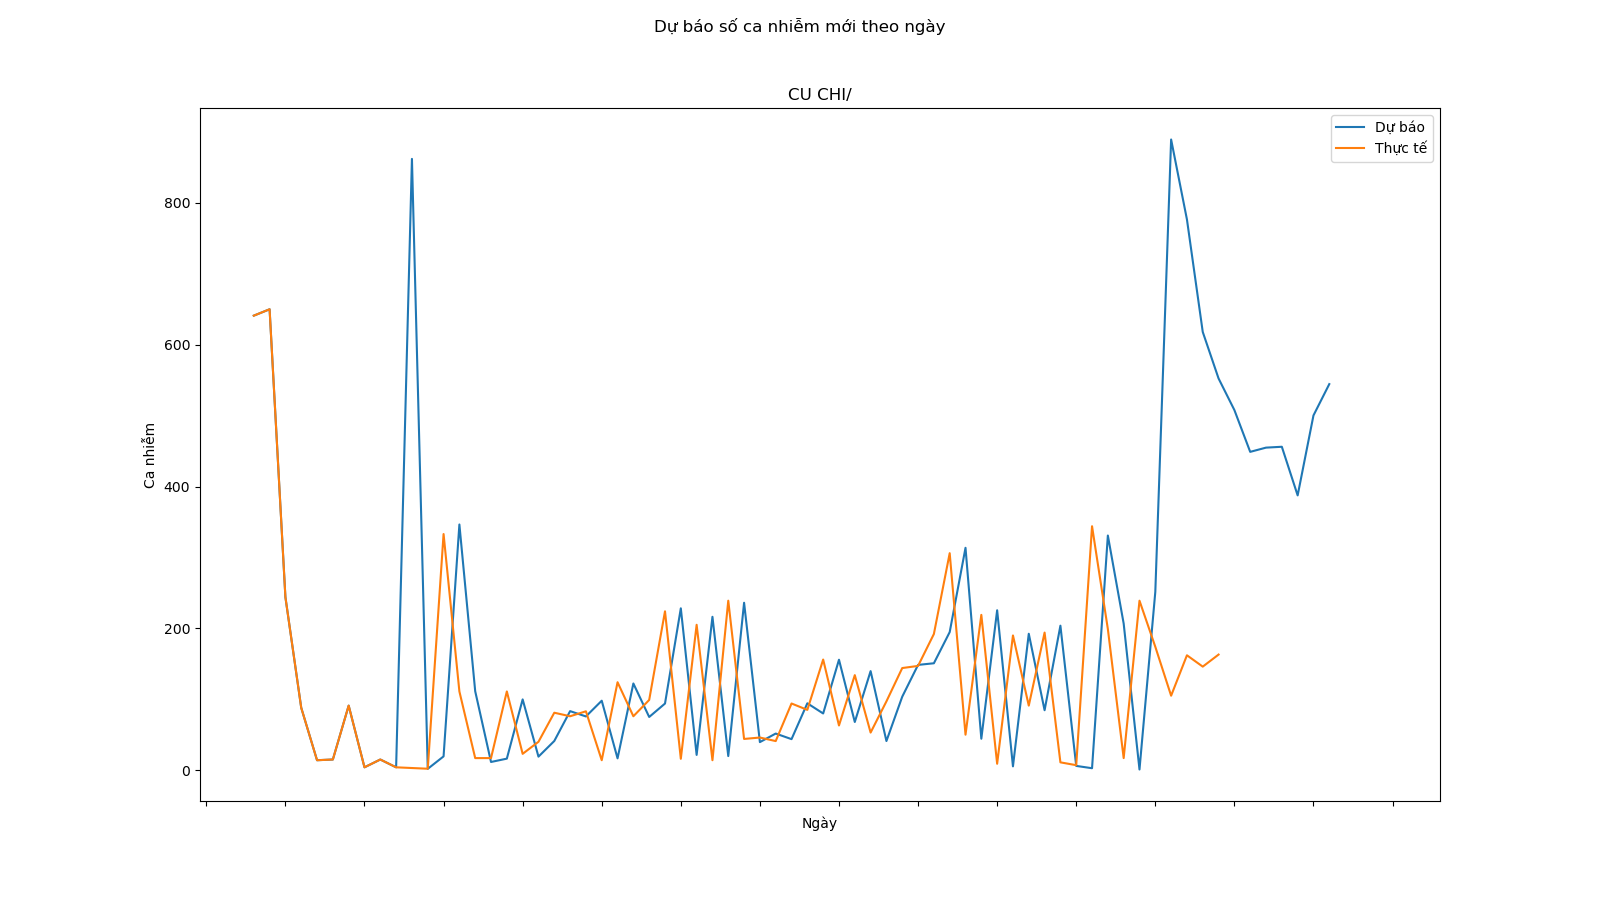 Dự báo số ca nhiễm mới theo ngày
CU CHI/
Dự báo
Thực tế
800
600
400
200
0
Ca nhiễm
Ngày